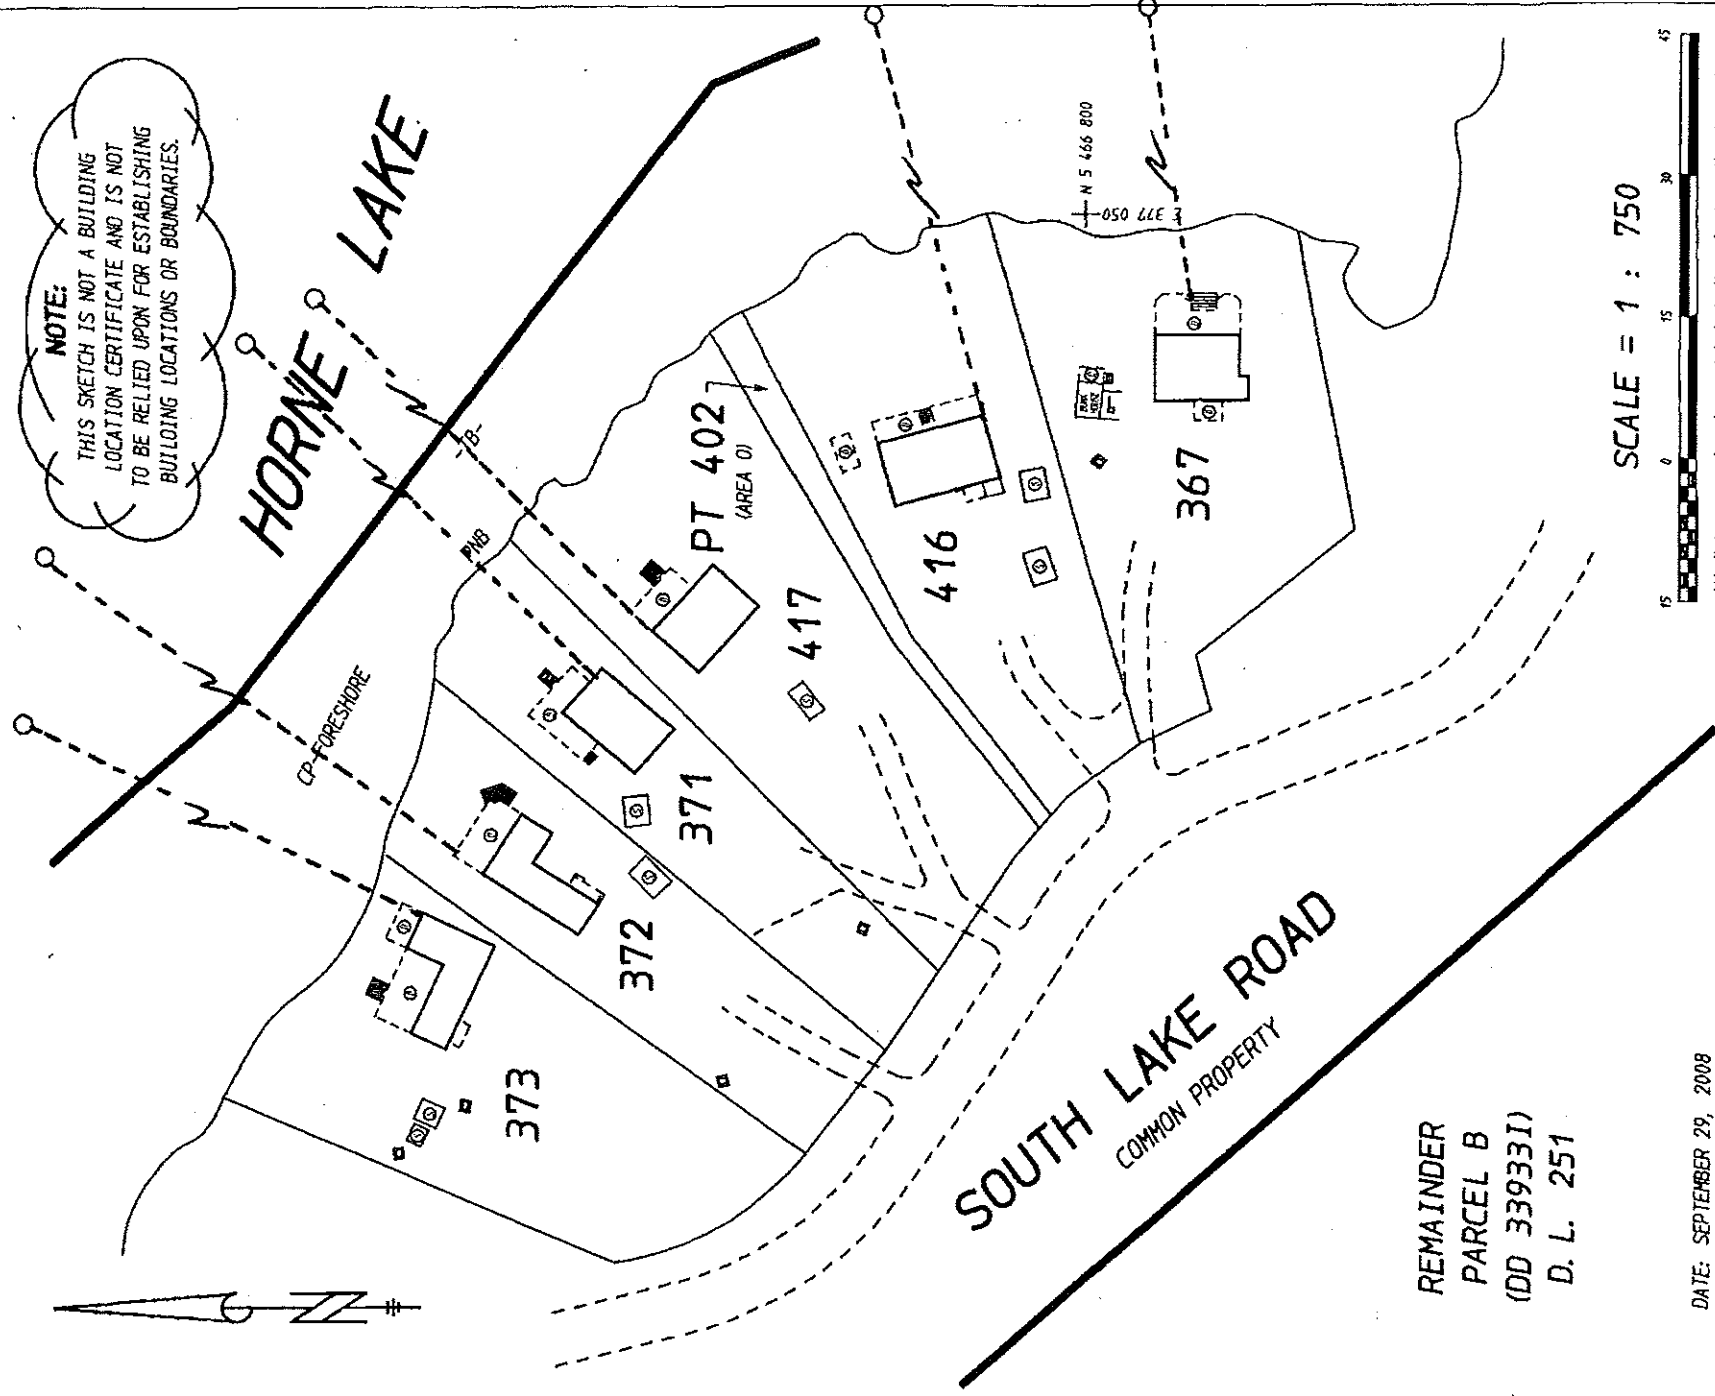 NOTE:
THIS SKETCH IS NOT A BUILDING
LOCATION CERTIFICATE AND IS NOT
TO BE RELIED UPON FOR ESTABLISHING
BUILDING LOCATIONS OR BOUNDARIES.
HORNE LAKE
N 5 466 800
E 377 050
-B-
PNB
CP-FORESHORE
PT 402
(AREA O)
417
416
367
371
372
373
SOUTH LAKE ROAD
COMMON PROPERTY
SCALE = 1 : 750
15 0 15 30 45
REMAINDER
PARCEL B
(DD 33933I)
D. L. 251
DATE: SEPTEMBER 29, 2008